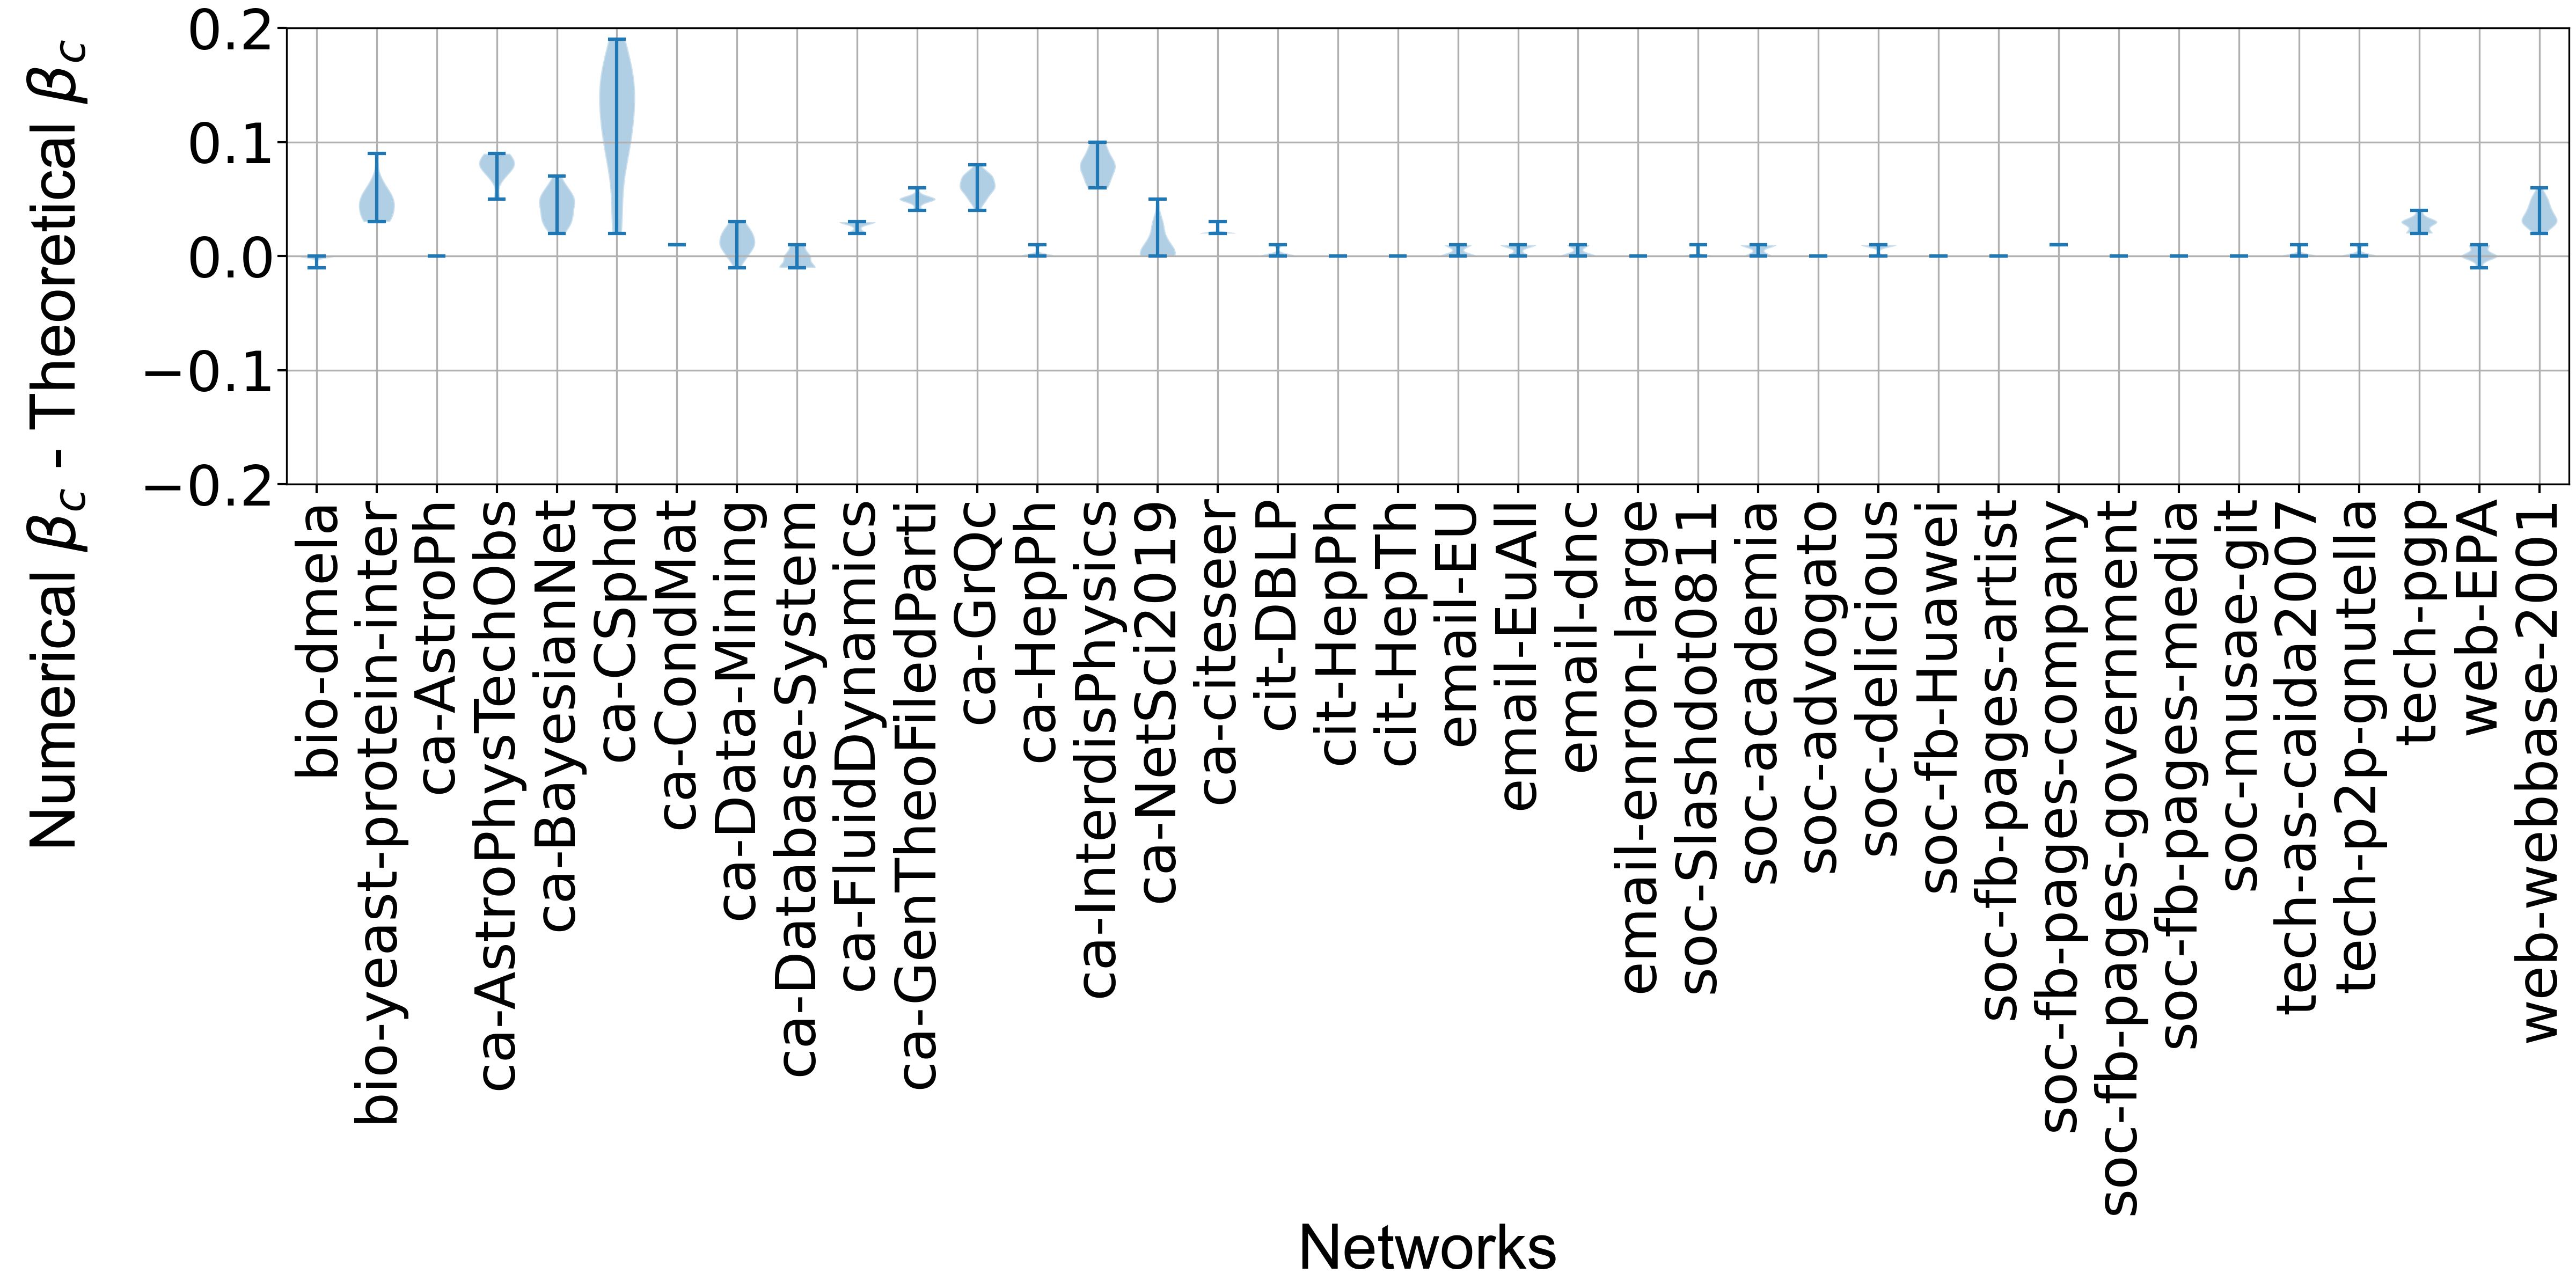 Numerical βc - Theoretical βc
0.2
0.1
0.0
−0.1
−0.2
bio-dmela
bio-yeast-protein-inter
ca-AstroPh
ca-AstroPhysTechObs
ca-BayesianNet
ca-CSphd
ca-CondMat
ca-Data-Mining
ca-Database-System
ca-FluidDynamics
ca-GenTheoFiledParti
ca-GrQc
ca-HepPh
ca-InterdisPhysics
ca-NetSci2019
ca-citeseer
cit-DBLP
cit-HepPh
cit-HepTh
email-EU
email-EuAll
email-dnc
email-enron-large
soc-Slashdot0811
soc-academia
soc-advogato
soc-delicious
soc-fb-Huawei
soc-fb-pages-artist
soc-fb-pages-company
soc-fb-pages-government
soc-fb-pages-media
soc-musae-git
tech-as-caida2007
tech-p2p-gnutella
tech-pgp
web-EPA
web-webbase-2001
Networks